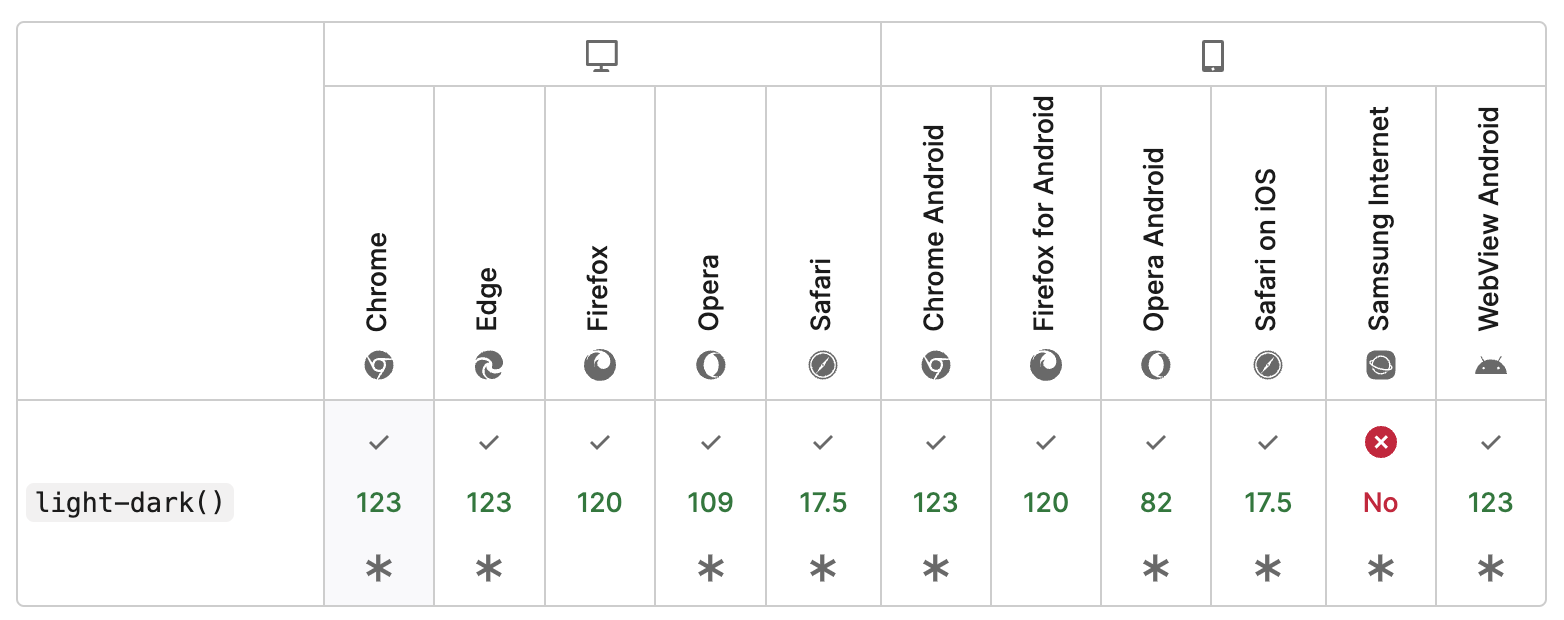 Chrome
Edge
Firefox
Opera
Safari
Chrome Android
Firefox for Android
Opera Android
Safari on iOS
Samsung Internet
WebView Android
light-dark() 123 123 120 109 17.5 123 120 82 17.5 No 123
* * * * * * * * *